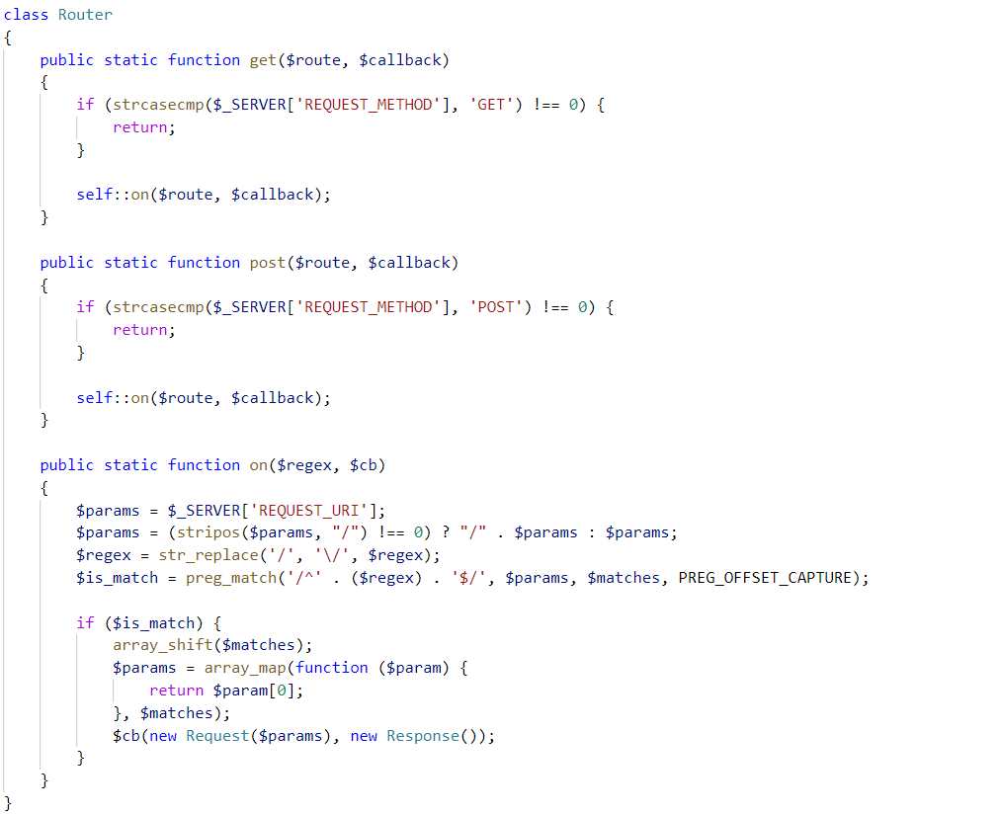 class Router
{
    public static function get($route, $callback)
    {
        if (strcasecmp($_SERVER['REQUEST_METHOD'], 'GET') !== 0) {
            return;
        }

        self::on($route, $callback);
    }

    public static function post($route, $callback)
    {
        if (strcasecmp($_SERVER['REQUEST_METHOD'], 'POST') !== 0) {
            return;
        }

        self::on($route, $callback);
    }

    public static function on($regex, $cb)
    {
        $params = $_SERVER['REQUEST_URI'];
        $params = (stripos($params, "/") !== 0) ? "/" . $params : $params;
        $regex = str_replace('/', '\/', $regex);
        $is_match = preg_match('/^' . ($regex) . '$/', $params, $matches, PREG_OFFSET_CAPTURE);

        if ($is_match) {
            array_shift($matches);
            $params = array_map(function ($param) {
                return $param[0];
            }, $matches);
            $cb(new Request($params), new Response());
        }
    }
}